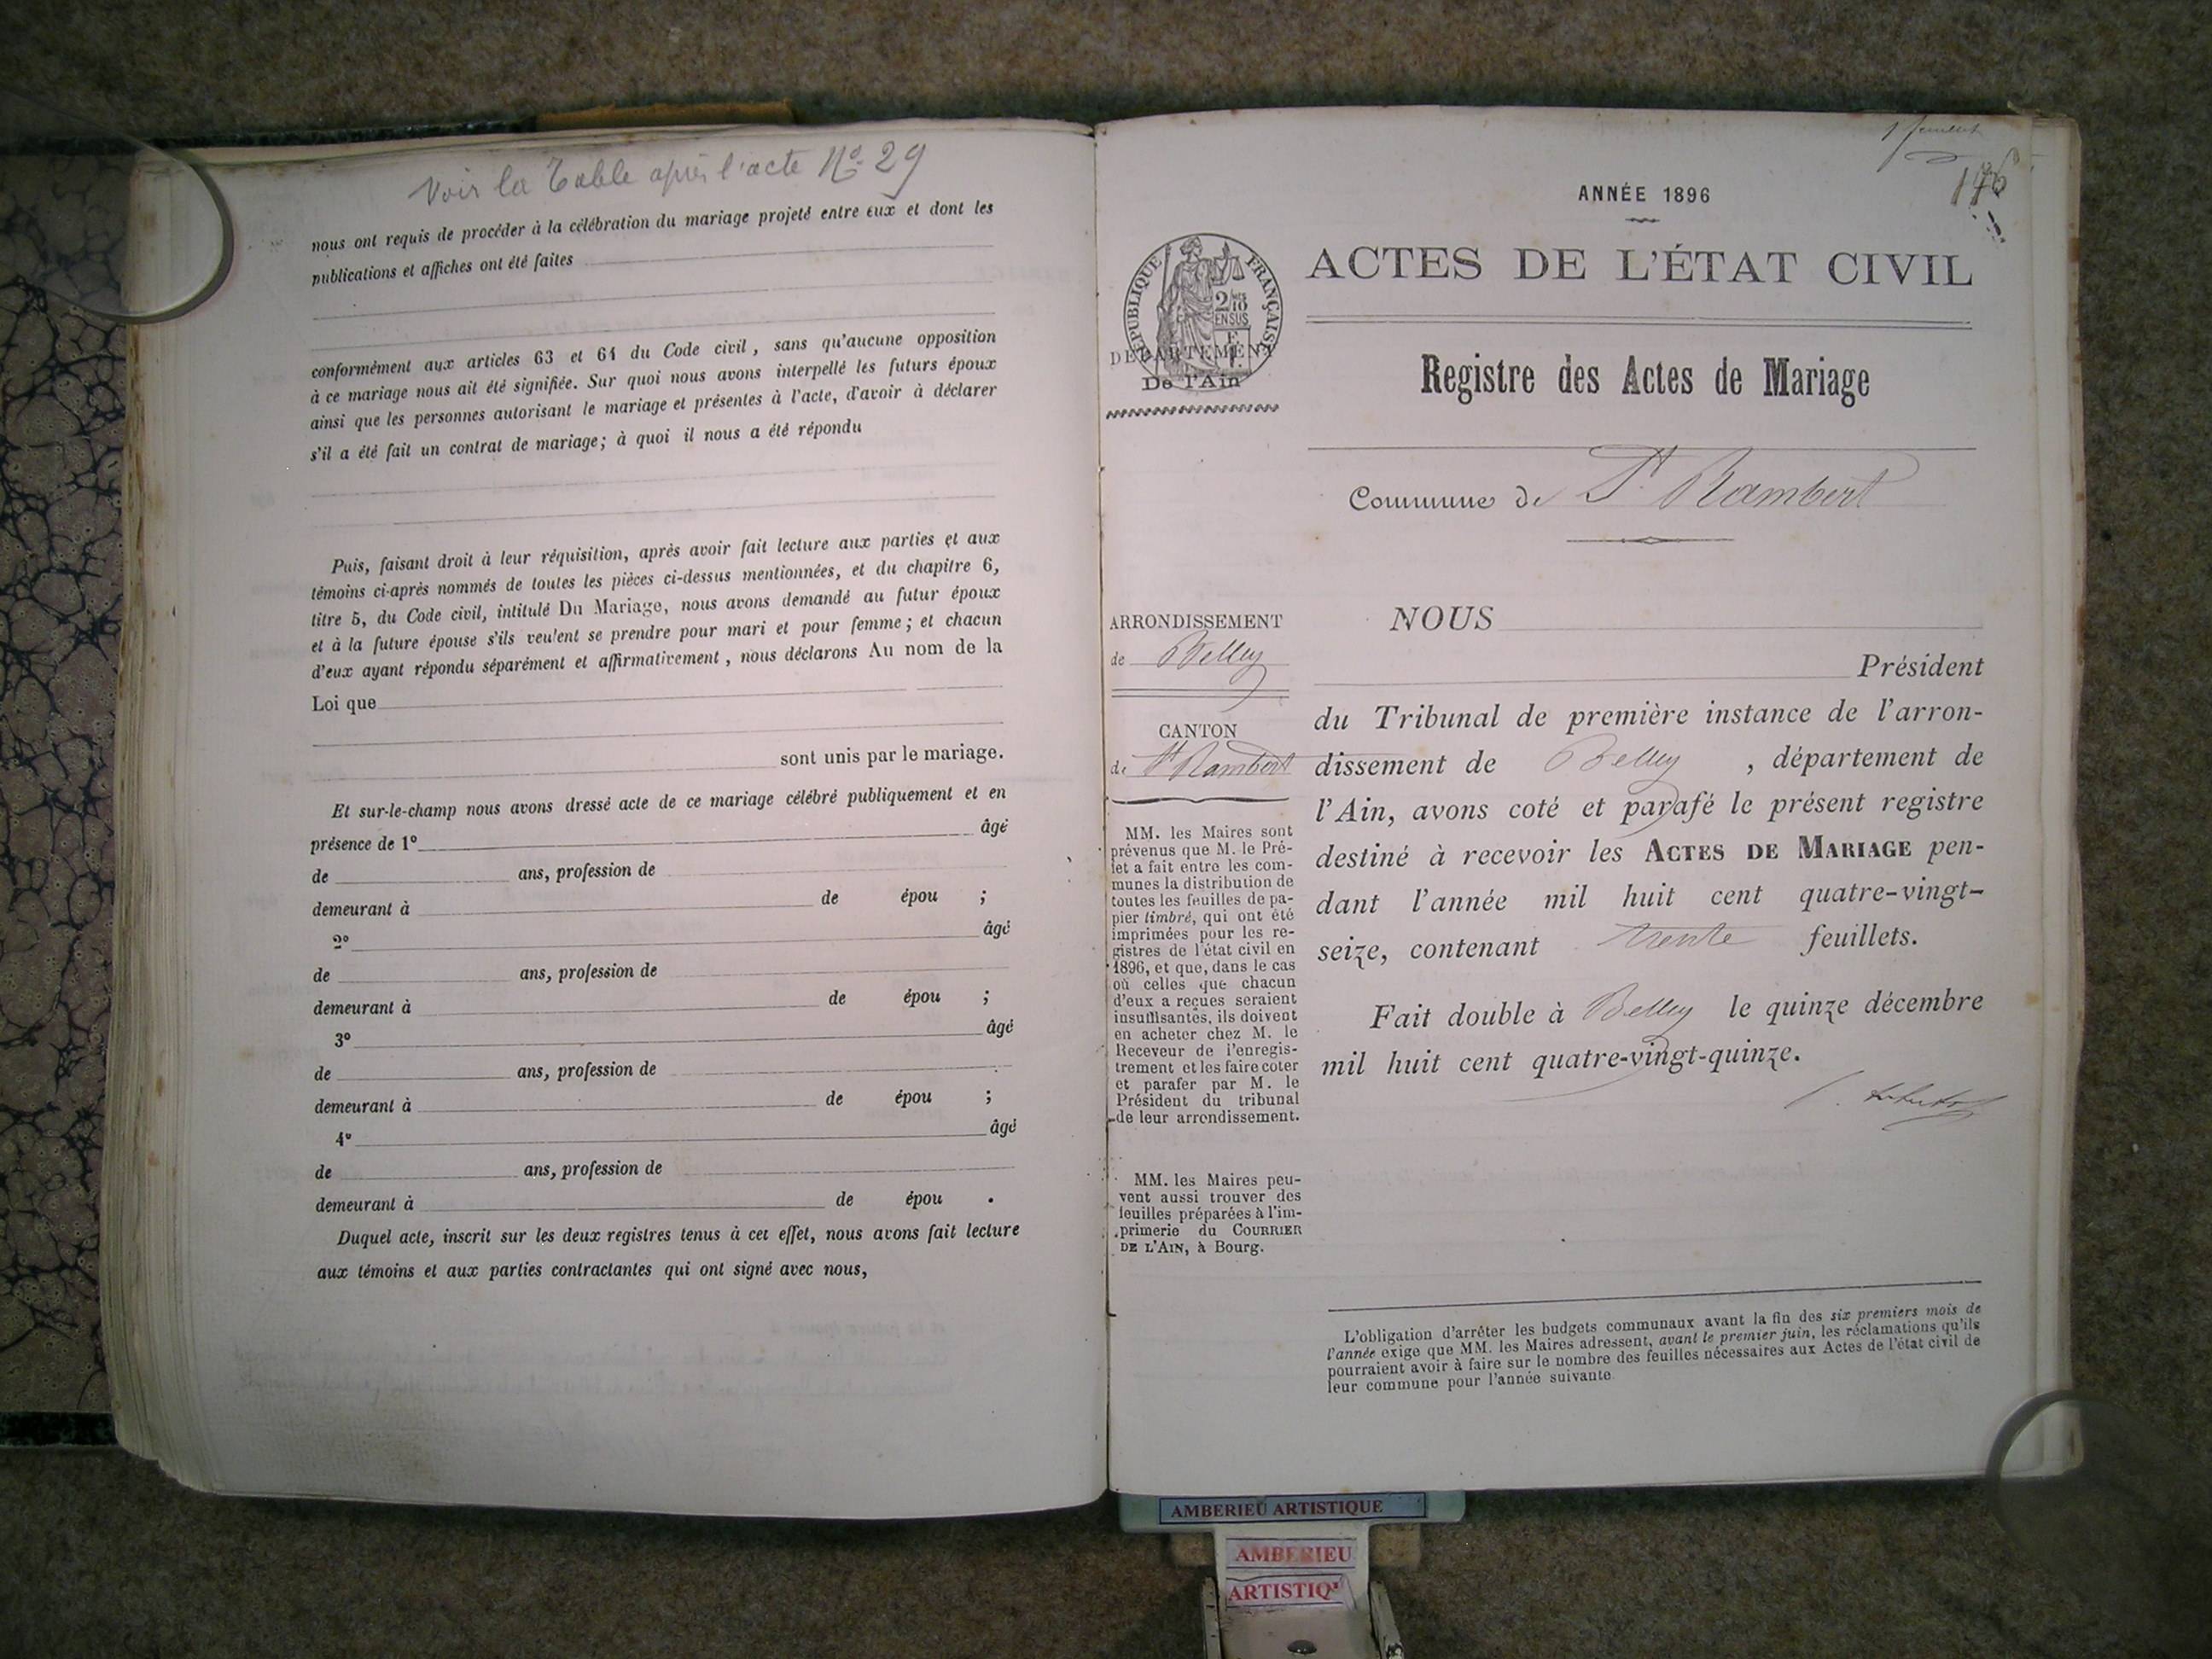 Voir la Table après l'acte No 29
nous ont requis de procéder à la célébration du mariage projeté entre eux et dont les
publications et affiches ont été faites
conformément aux articles 63 et 64 du Code civil, sans qu'aucune opposition
à ce mariage nous ait été signifiée. Sur quoi nous avons interpellé les futurs époux
ainsi que les personnes autorisant le mariage et présentes à l'acte, d'avoir à déclarer
s'il a été fait un contrat de mariage; à quoi il nous a été répondu
Puis, faisant droit à leur réquisition, après avoir fait lecture aux parties et aux
témoins ci-après nommés de toutes les pièces ci-dessus mentionnées, et du chapitre 6,
titre 5, du Code civil, intitulé Du Mariage, nous avons demandé au futur époux
et à la future épouse s'ils veulent se prendre pour mari et pour femme; et chacun
d'eux ayant répondu séparément et affirmativement, nous déclarons Au nom de la
Loi que
sont unis par le mariage.
Et sur-le-champ nous avons dressé acte de ce mariage célébré publiquement et en
présence de 1° âgé
de ans, profession de
demeurant à de épou ;
2° âgé
de ans, profession de
demeurant à de épou ;
3° âgé
de ans, profession de
demeurant à de épou ;
4° âgé
de ans, profession de
demeurant à de épou .
Duquel acte, inscrit sur les deux registres tenus à cet effet, nous avons fait lecture
aux témoins et aux parties contractantes qui ont signé avec nous,
1 feuillet
146
ANNÉE 1896
ACTES DE L'ÉTAT CIVIL
RÉPUBLIQUE FRANÇAISE
2/10
EN SUS
DÉPARTEMENT
De l'Ain
Registre des Actes de Mariage
Commune de St Rambert
ARRONDISSEMENT
de Belley
CANTON
de St Rambert
MM. les Maires sont
prévenus que M. le Pré-
fet a fait entre les com-
munes la distribution de
toutes les feuilles de pa-
pier timbré, qui ont été
imprimées pour les re-
gistres de l'état civil en
1896, et que, dans le cas
où celles que chacun
d'eux a reçues seraient
insuffisantes, ils doivent
en acheter chez M. le
Receveur de l'enregis-
trement et les faire coter
et parafer par M. le
Président du tribunal
de leur arrondissement.
MM. les Maires peu-
vent aussi trouver des
feuilles préparées à l'im-
primerie du COURRIER
DE L'AIN, à Bourg.
NOUS
Président
du Tribunal de première instance de l'arron-
dissement de Belley, département de
l'Ain, avons coté et parafé le présent registre
destiné à recevoir les ACTES DE MARIAGE pen-
dant l'année mil huit cent quatre-vingt-
seize, contenant trente feuillets.
Fait double à Belley le quinze décembre
mil huit cent quatre-vingt-quinze.
L'obligation d'arrêter les budgets communaux avant la fin des six premiers mois de
l'année exige que MM. les Maires adressent, avant le premier juin, les réclamations qu'ils
pourraient avoir à faire sur le nombre des feuilles nécessaires aux Actes de l'état civil de
leur commune pour l'année suivante
AMBERIEU ARTISTIQUE
AMBERIEU
ARTISTIQ